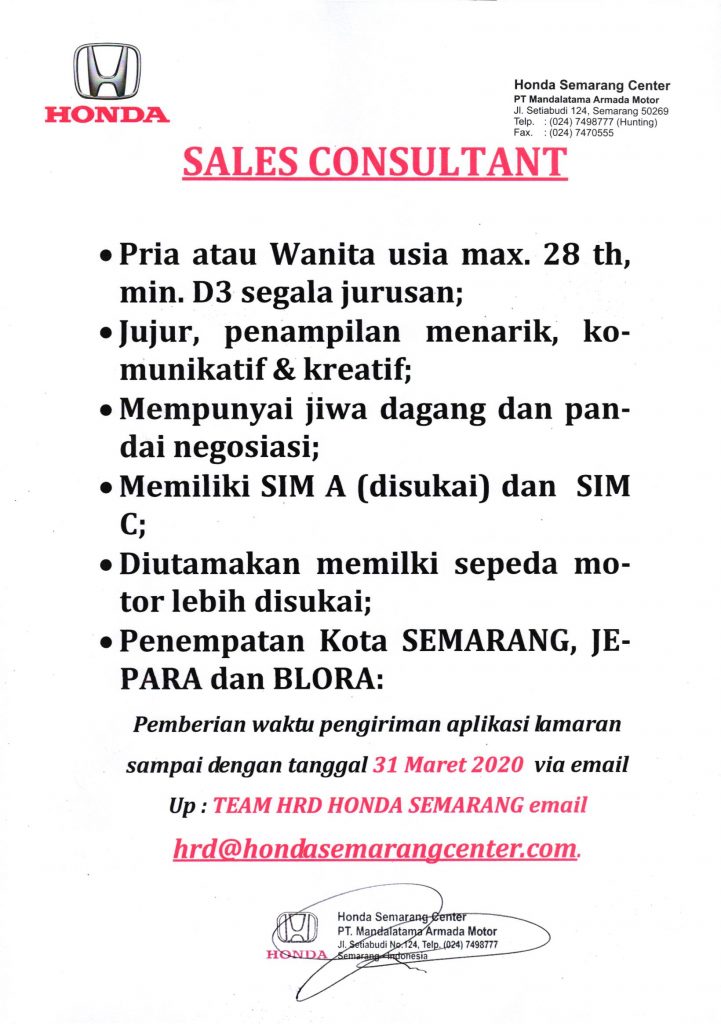 HONDA
Honda Semarang Center
PT Mandalatama Armada Motor
Jl. Setiabudi 124, Semarang 50269
Telp. : (024) 7498777 (Hunting)
Fax. : (024) 7470555
SALES CONSULTANT
• Pria atau Wanita usia max. 28 th,
min. D3 segala jurusan;
• Jujur, penampilan menarik, ko-
munikatif & kreatif;
• Mempunyai jiwa dagang dan pan-
dai negosiasi;
• Memiliki SIM A (disukai) dan SIM
C;
• Diutamakan memilki sepeda mo-
tor lebih disukai;
• Penempatan Kota SEMARANG, JE-
PARA dan BLORA:
Pemberian waktu pengiriman aplikasi lamaran
sampai dengan tanggal 31 Maret 2020 via email
Up : TEAM HRD HONDA SEMARANG email
hrd@hondasemarangcenter.com.
HONDA
Honda Semarang Center
PT. Mandalatama Armada Motor
Jl. Setiabudi No.124, Telp. (024) 7498777
Semarang - Indonesia